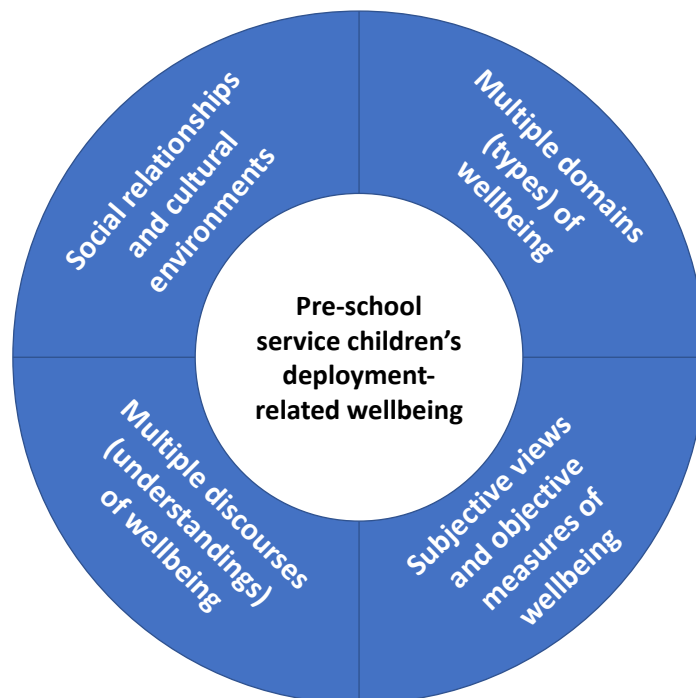 Social relationships
and cultural
environments
Multiple domains
(types) of
wellbeing
Pre-school
service children’s
deployment-
related wellbeing
Multiple discourses
(understandings)
of wellbeing
Subjective views
and objective
measures of
wellbeing